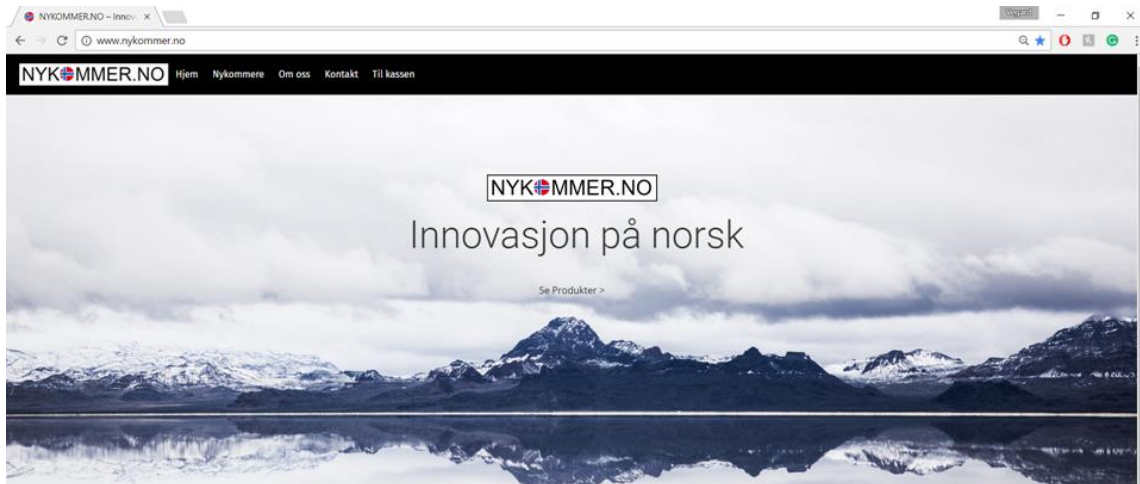 NYKOMMER.NO – Innov
Vegard
www.nykommer.no
NYKOMMER.NO Hjem Nykommere Om oss Kontakt Til kassen
NYKOMMER.NO
Innovasjon på norsk
Se Produkter >